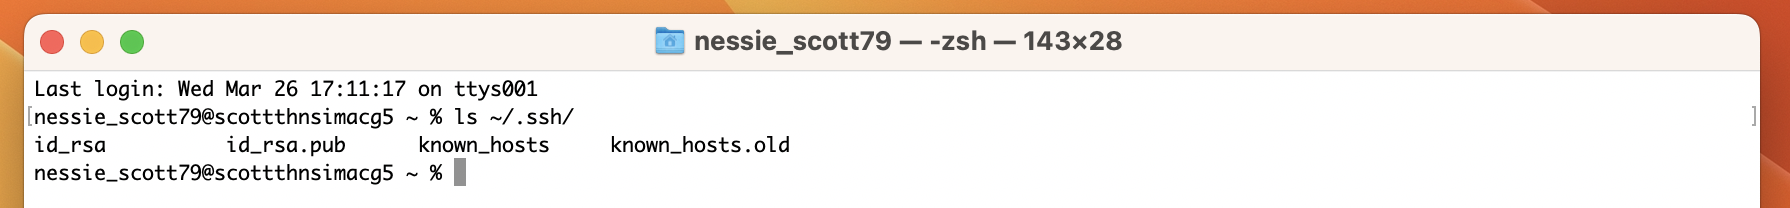 nessie_scott79 — -zsh — 143×28
Last login: Wed Mar 26 17:11:17 on ttys001
[nessie_scott79@scottthnsimacg5 ~ % ls ~/.ssh/ ]
id_rsa id_rsa.pub known_hosts known_hosts.old
nessie_scott79@scottthnsimacg5 ~ %